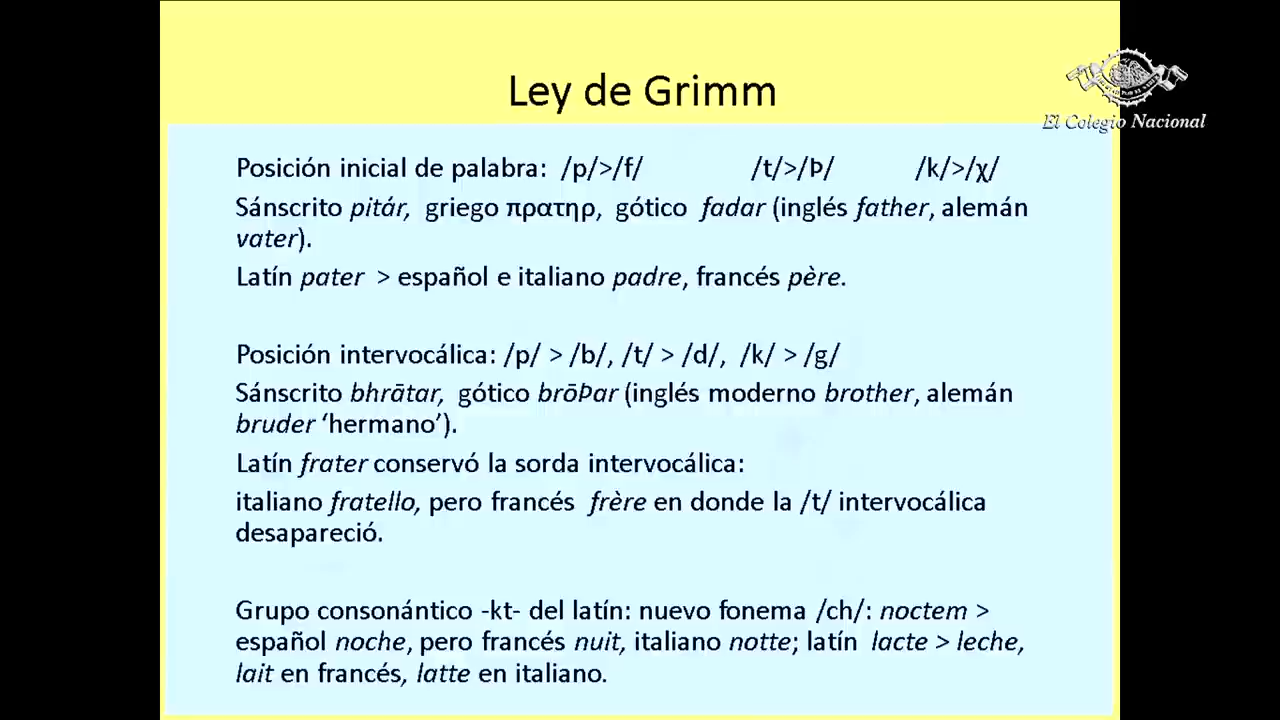 Ley de Grimm
El Colegio Nacional
Posición inicial de palabra: /p/>/f/ /t/>/Þ/ /k/>/χ/
Sánscrito pitár, griego πρατηρ, gótico fadar (inglés father, alemán
vater).
Latín pater > español e italiano padre, francés père.
Posición intervocálica: /p/ > /b/, /t/ > /d/, /k/ > /g/
Sánscrito bhrātar, gótico brōÞar (inglés moderno brother, alemán
bruder ‘hermano’).
Latín frater conservó la sorda intervocálica:
italiano fratello, pero francés frère en donde la /t/ intervocálica
desapareció.
Grupo consonántico -kt- del latín: nuevo fonema /ch/: noctem >
español noche, pero francés nuit, italiano notte; latín lacte > leche,
lait en francés, latte en italiano.